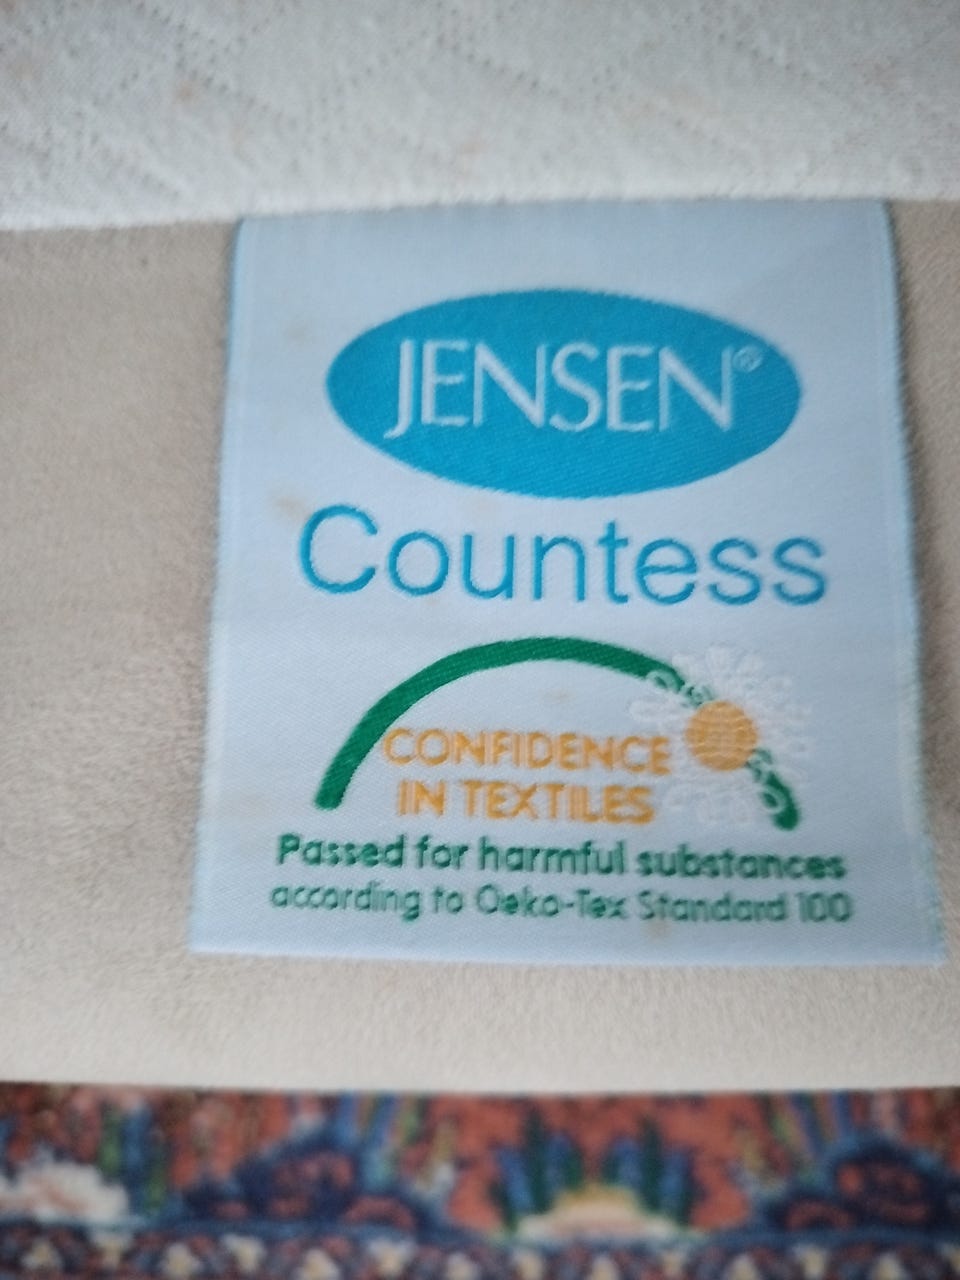 JENSEN®
Countess
CONFIDENCE
IN TEXTILES
Passed for harmful substances
according to Oeko-Tex Standard 100